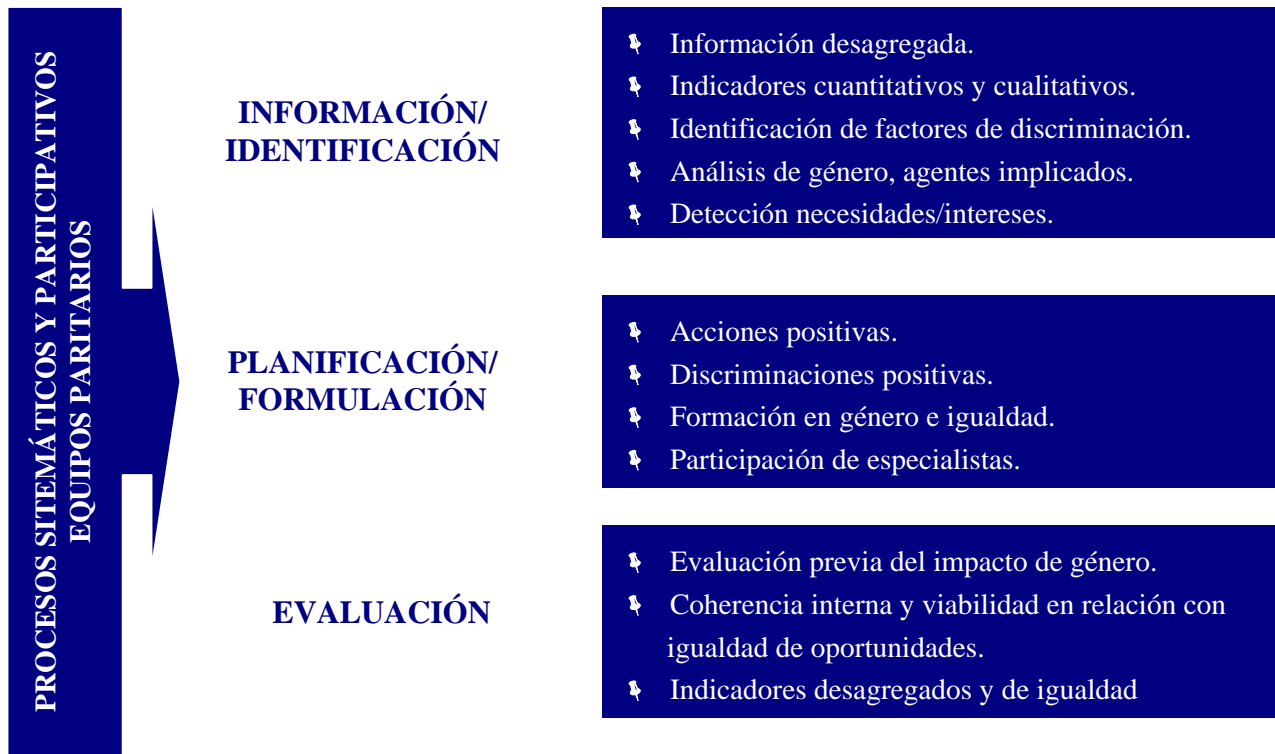 PROCESOS SITEMÁTICOS Y PARTICIPATIVOS
EQUIPOS PARITARIOS
INFORMACIÓN/
IDENTIFICACIÓN
Información desagregada.
Indicadores cuantitativos y cualitativos.
Identificación de factores de discriminación.
Análisis de género, agentes implicados.
Detección necesidades/intereses.
PLANIFICACIÓN/
FORMULACIÓN
Acciones positivas.
Discriminaciones positivas.
Formación en género e igualdad.
Participación de especialistas.
EVALUACIÓN
Evaluación previa del impacto de género.
Coherencia interna y viabilidad en relación con
igualdad de oportunidades.
Indicadores desagregados y de igualdad